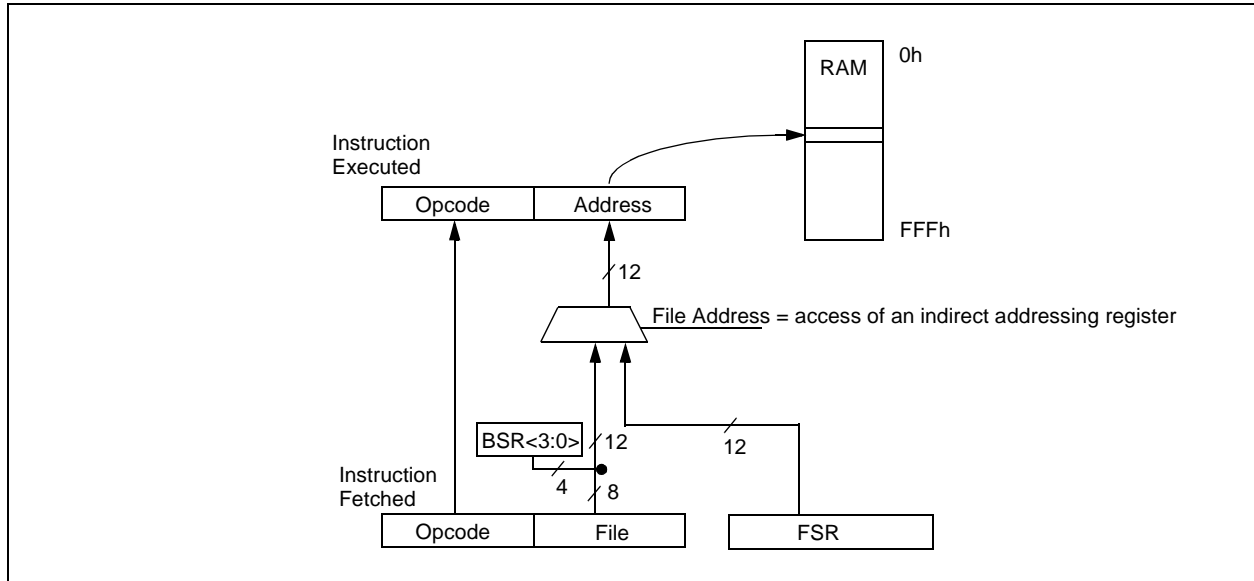 RAM
0h
Instruction
Executed
Opcode
Address
FFFh
12
File Address = access of an indirect addressing register
BSR<3:0>
12
12
4
8
Instruction
Fetched
Opcode
File
FSR